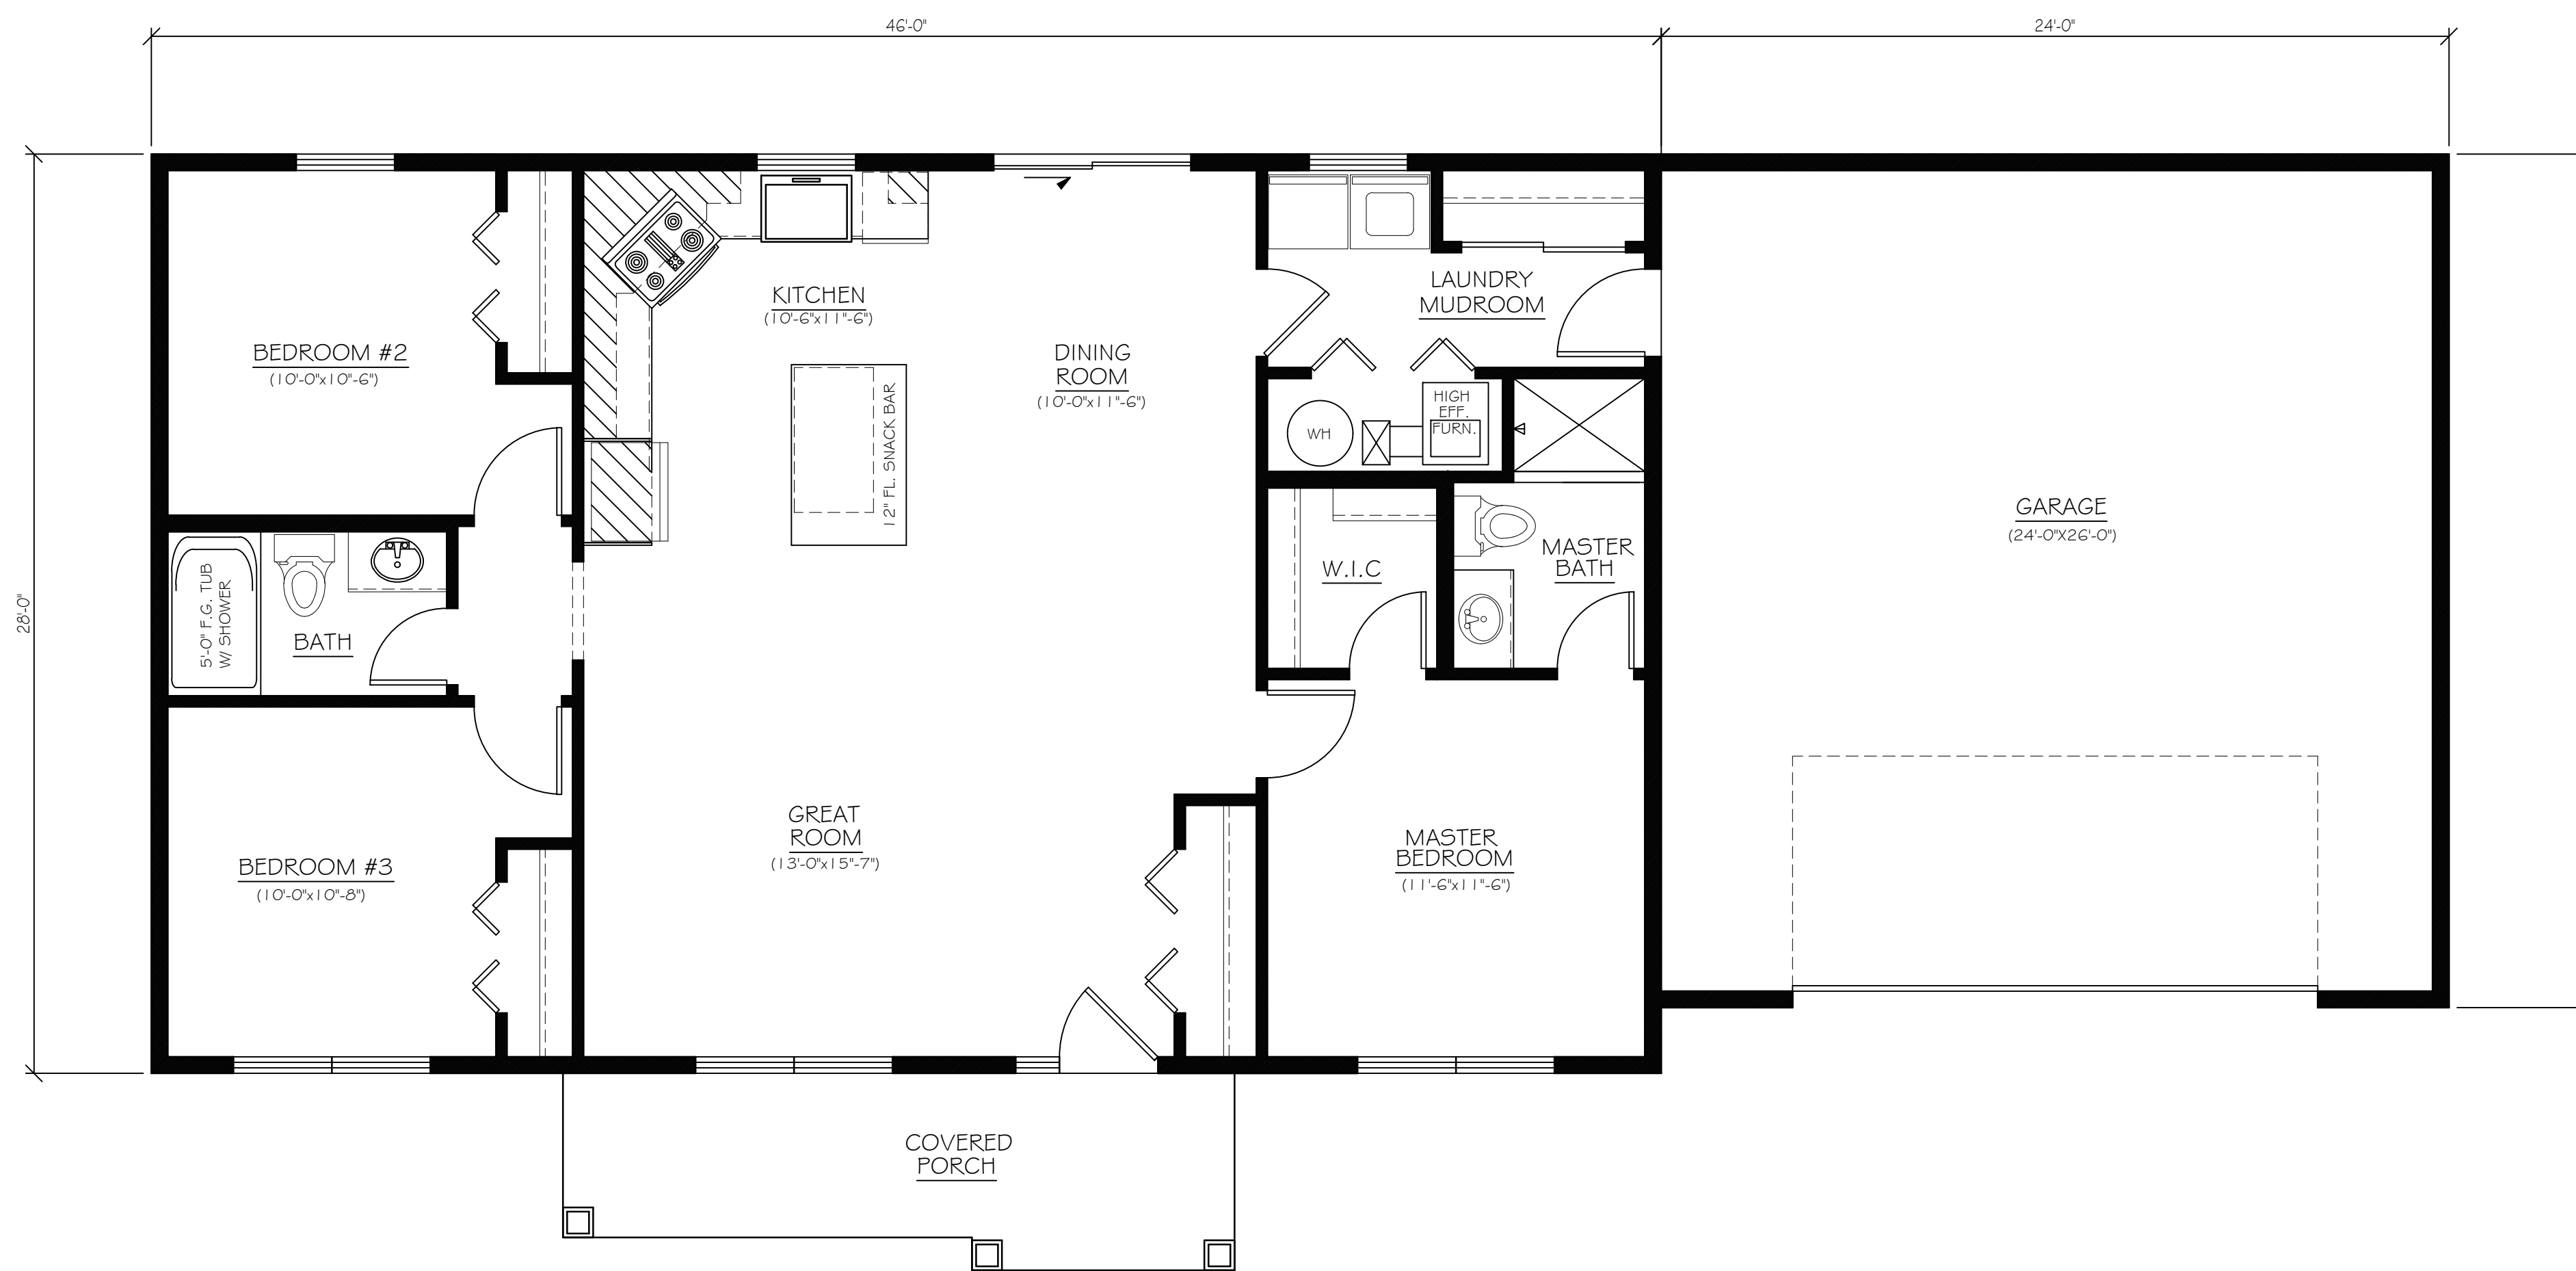 46'-0"
24'-0"
28'-0"
BEDROOM #2
(10'-0"x10"-6")
KITCHEN
(10'-6"x11"-6")
12" FL. SNACK BAR
DINING
ROOM
(10'-0"x11"-6")
LAUNDRY
MUDROOM
WH
HIGH
EFF.
FURN.
GARAGE
(24'-0"X26'-0")
5'-0" F.G. TUB
W/ SHOWER
BATH
W.I.C
MASTER
BATH
BEDROOM #3
(10'-0"x10"-8")
GREAT
ROOM
(13'-0"x15"-7")
MASTER
BEDROOM
(11'-6"x11"-6")
COVERED
PORCH